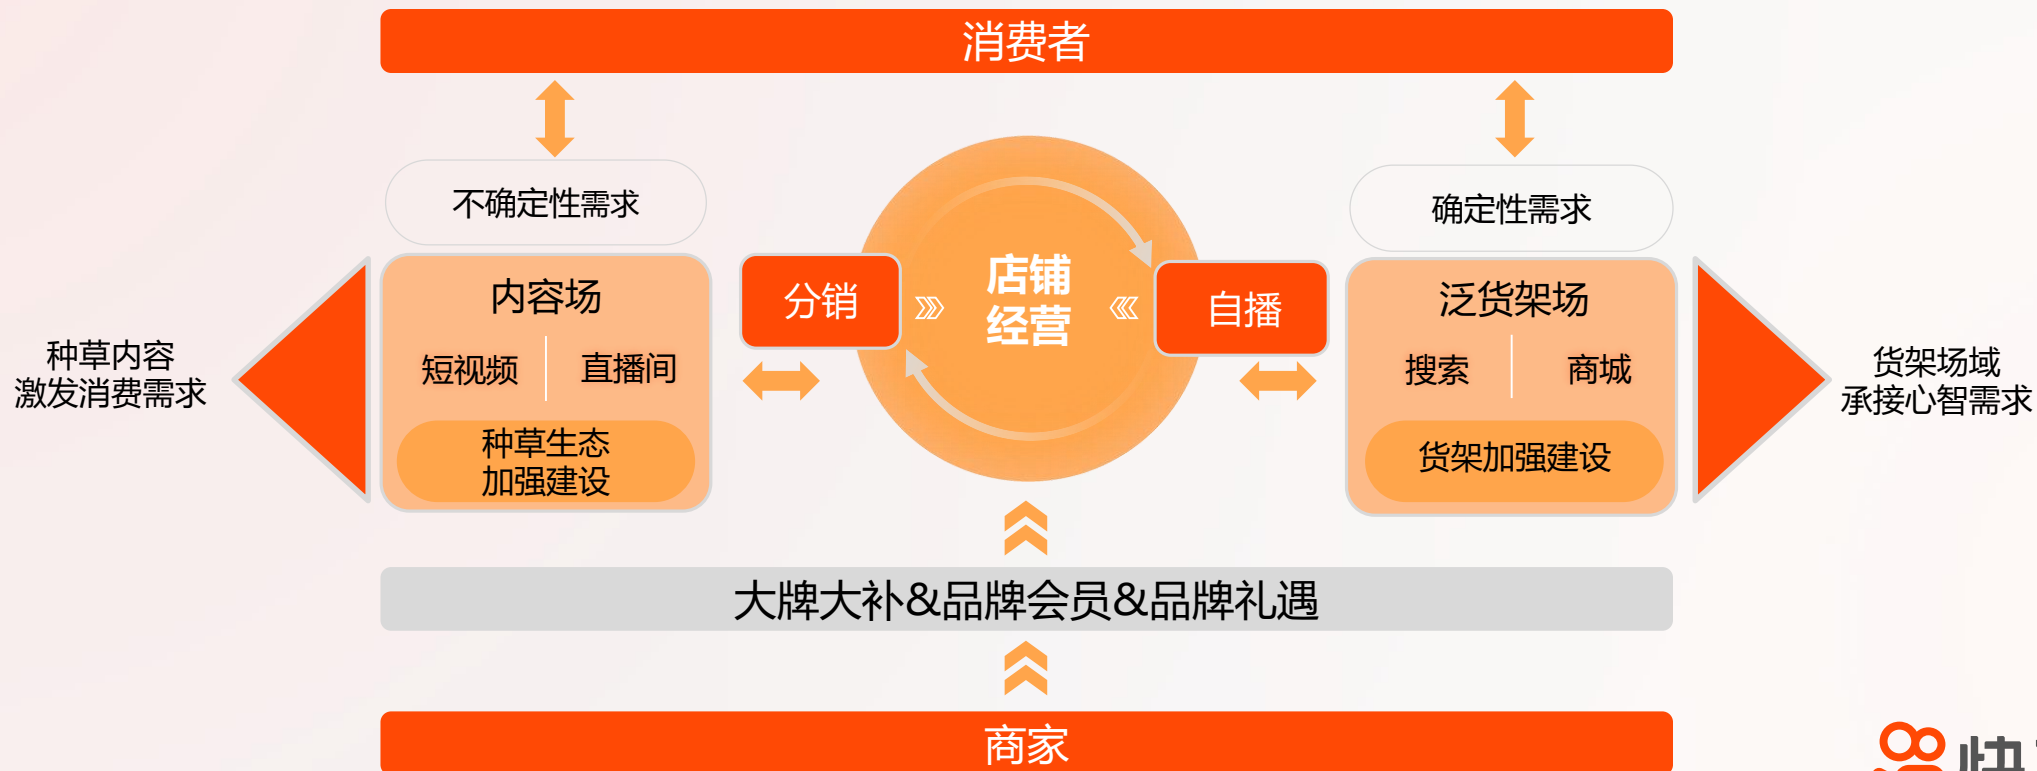 消费者
不确定性需求
确定性需求
内容场
短视频
直播间
种草生态
加强建设
种草内容
激发消费需求
分销
店铺
经营
自播
泛货架场
搜索
商城
货架加强建设
货架场域
承接心智需求
大牌大补&品牌会员&品牌礼遇
商家
快